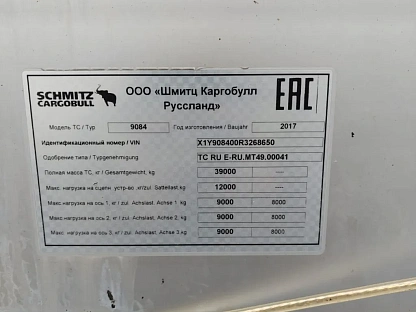 SCHMITZ
CARGOBULL
ООО «Шмитц Каргобулл
Руссланд»
EAC
Модель ТС / Typ 9084 Год изготовления / Baujahr 2017
Идентификационный номер / VIN X1Y908400R3268650
Одобрение типа / Typgenehmigung TC RU E-RU.MT49.00041
Полная масса ТС, кг / Gesamtgewicht, kg 39000 ----
Макс. нагрузка на сцепн. устр-во ,кг/zul. Sattellast,kg 12000 ----
Макс нагрузка на ось 1, кг / zul. Achslast, Achse 1,kg 9000 8000
Макс нагрузка на ось 2, кг / zul. Achslast, Achse 2,kg 9000 8000
Макс. нагрузка на ось 3, кг / zul. Achslast, Achse 3,kg 9000 8000